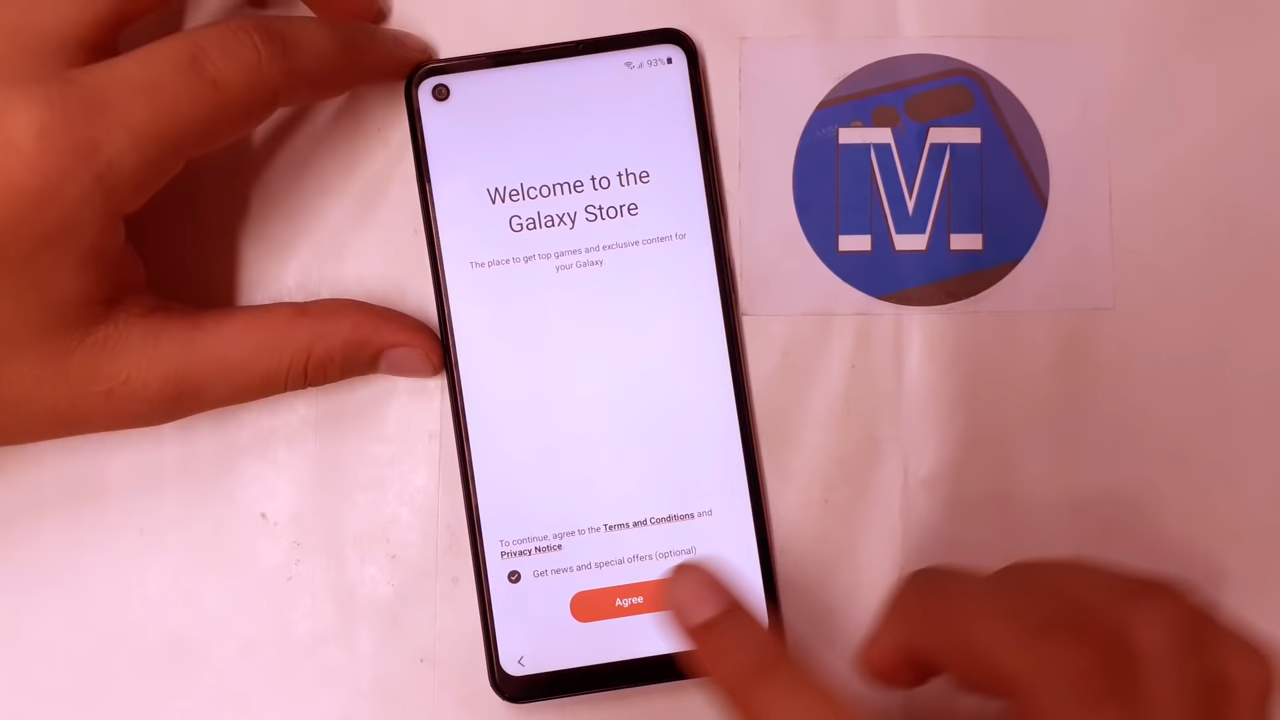 93%
Welcome to the
Galaxy Store
The place to get top games and exclusive content for
your Galaxy.
To continue, agree to the Terms and Conditions and
Privacy Notice.
Get news and special offers (optional)
Agree
M